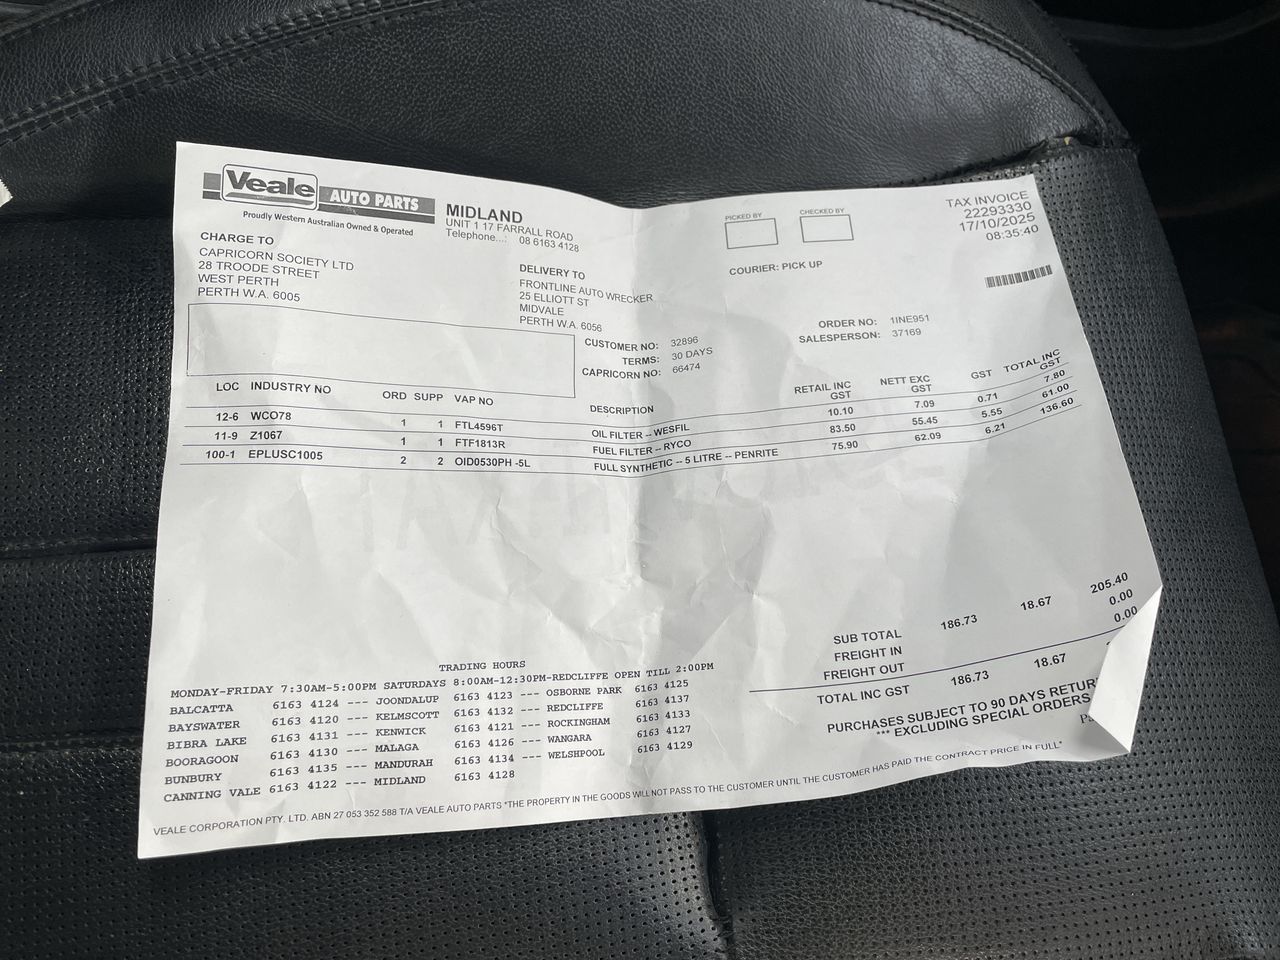 Veale AUTO PARTS
Proudly Western Australian Owned & Operated
MIDLAND
UNIT 1 17 FARRALL ROAD
Telephone...: 08 6163 4128
PICKED BY
CHECKED BY
TAX INVOICE
22293330
17/10/2025
08:35:40
COURIER: PICK UP
CHARGE TO
CAPRICORN SOCIETY LTD
28 TROODE STREET
WEST PERTH
PERTH W.A. 6005
DELIVERY TO
FRONTLINE AUTO WRECKER
25 ELLIOTT ST
MIDVALE
PERTH W.A. 6056
CUSTOMER NO: 32896
TERMS: 30 DAYS
CAPRICORN NO: 66474
ORDER NO: 1INE951
SALESPERSON: 37169
LOC INDUSTRY NO ORD SUPP VAP NO DESCRIPTION RETAIL INC GST NETT EXC GST GST TOTAL INC GST
12-6 WCO78 1 1 FTL4596T OIL FILTER -- WESFIL 10.10 7.09 0.71 7.80
11-9 Z1067 1 1 FTF1813R FUEL FILTER -- RYCO 83.50 55.45 5.55 61.00
100-1 EPLUSC1005 2 2 OID0530PH -5L FULL SYNTHETIC -- 5 LITRE -- PENRITE 75.90 62.09 6.21 136.60
SUB TOTAL 186.73 18.67 205.40
FREIGHT IN 0.00
FREIGHT OUT 0.00
TOTAL INC GST 186.73 18.67
PURCHASES SUBJECT TO 90 DAYS RETUR
*** EXCLUDING SPECIAL ORDERS
TRADING HOURS
MONDAY-FRIDAY 7:30AM-5:00PM SATURDAYS 8:00AM-12:30PM-REDCLIFFE OPEN TILL 2:00PM
BALCATTA 6163 4124 --- JOONDALUP 6163 4123 --- OSBORNE PARK 6163 4125
BAYSWATER 6163 4120 --- KELMSCOTT 6163 4132 --- REDCLIFFE 6163 4137
BIBRA LAKE 6163 4131 --- KENWICK 6163 4121 --- ROCKINGHAM 6163 4133
BOORAGOON 6163 4130 --- MALAGA 6163 4126 --- WANGARA 6163 4127
BUNBURY 6163 4135 --- MANDURAH 6163 4134 --- WELSHPOOL 6163 4129
CANNING VALE 6163 4122 --- MIDLAND 6163 4128
VEALE CORPORATION PTY. LTD. ABN 27 053 352 588 T/A VEALE AUTO PARTS *THE PROPERTY IN THE GOODS WILL NOT PASS TO THE CUSTOMER UNTIL THE CUSTOMER HAS PAID THE CONTRACT PRICE IN FULL*